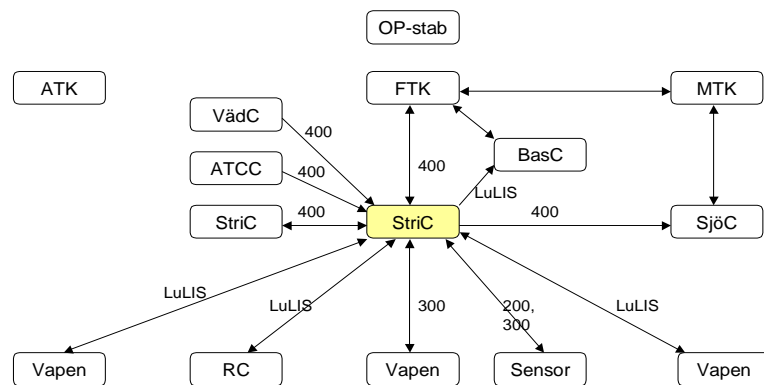 OP-stab
ATK
FTK
MTK
VädC
400
ATCC
400
400
BasC
LuLIS
StriC
400
StriC
400
SjöC
LuLIS
LuLIS
300
200,
300
LuLIS
Vapen
RC
Vapen
Sensor
Vapen